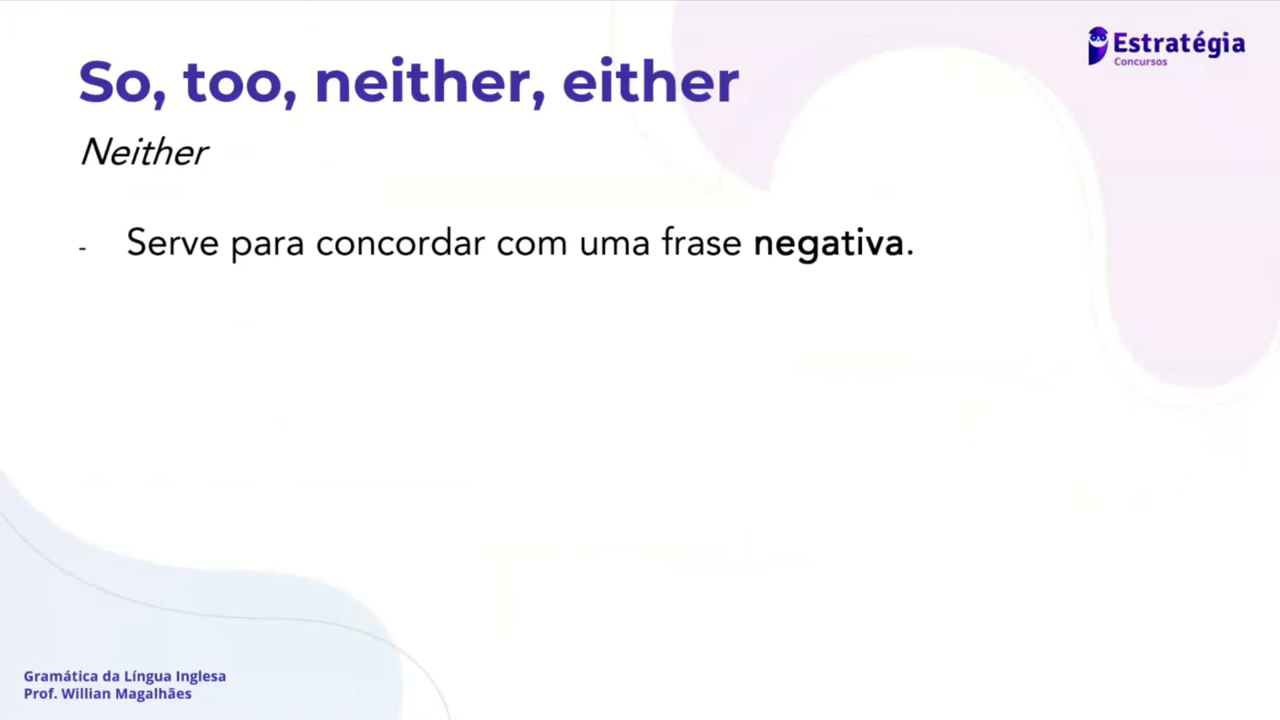 Estratégia
Concursos
So, too, neither, either
Neither
- Serve para concordar com uma frase negativa.
Gramática da Língua Inglesa
Prof. Willian Magalhães